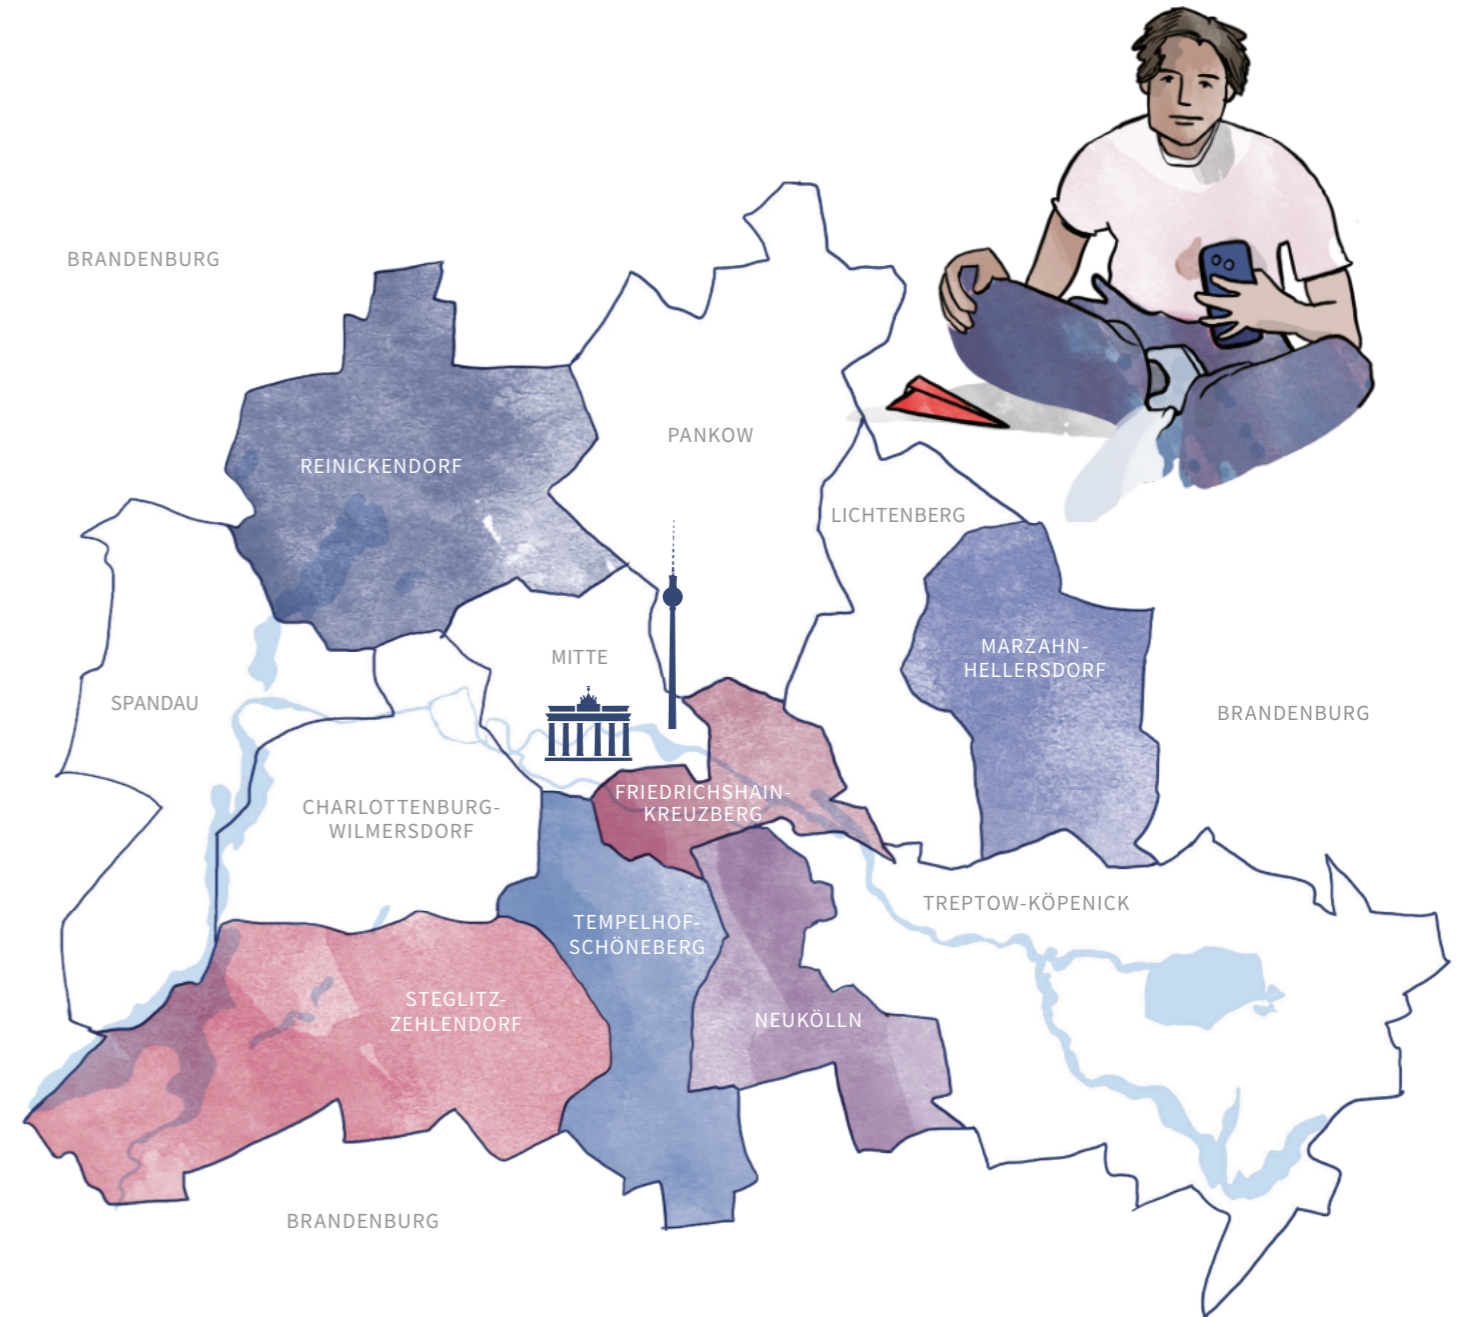 BRANDENBURG
PANKOW
REINICKENDORF
LICHTENBERG
MARZAHN-
HELLERSDORF
MITTE
SPANDAU
BRANDENBURG
FRIEDRICHSHAIN-
KREUZBERG
CHARLOTTENBURG-
WILMERSDORF
TREPTOW-KÖPENICK
TEMPELHOF-
SCHÖNEBERG
STEGLITZ-
ZEHLENDORF
NEUKÖLLN
BRANDENBURG